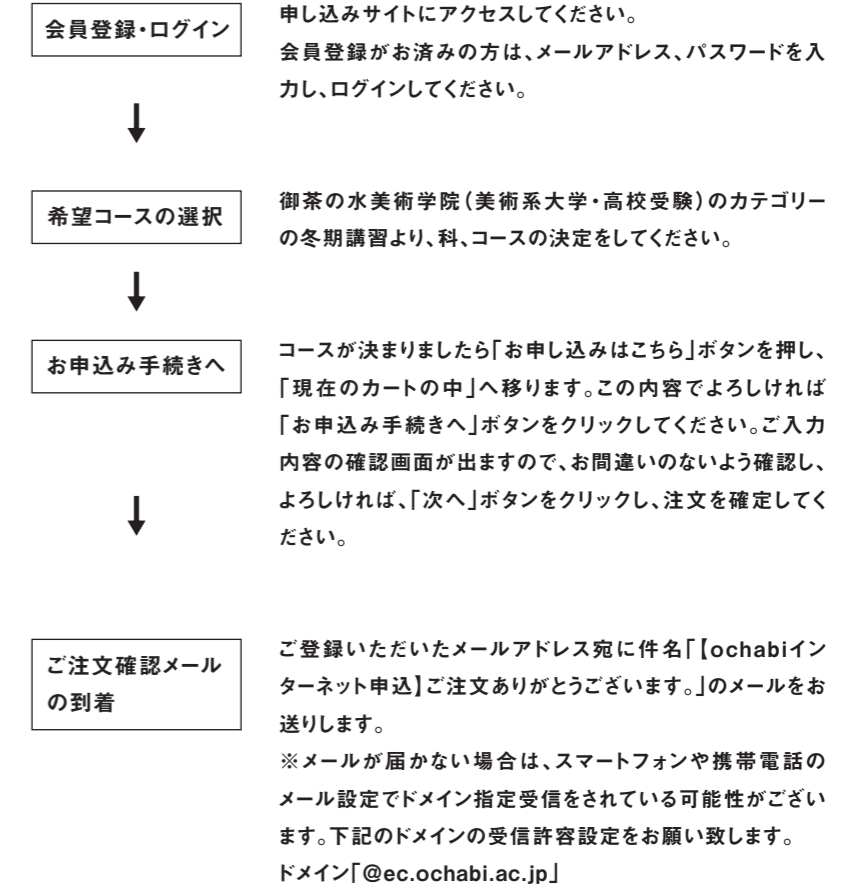 会員登録・ログイン
申し込みサイトにアクセスしてください。
会員登録がお済みの方は、メールアドレス、パスワードを入
力し、ログインしてください。
希望コースの選択
御茶の水美術学院（美術系大学・高校受験）のカテゴリー
の冬期講習より、科、コースの決定をしてください。
お申込み手続きへ
コースが決まりましたら「お申し込みはこちら」ボタンを押し、
「現在のカートの中」へ移ります。この内容でよろしければ
「お申込み手続きへ」ボタンをクリックしてください。ご入力
内容の確認画面が出ますので、お間違いのないよう確認し、
よろしければ、「次へ」ボタンをクリックし、注文を確定してく
ださい。
ご注文確認メール
の到着
ご登録いただいたメールアドレス宛に件名「【ochabiイン
ターネット申込】ご注文ありがとうございます。」のメールをお
送りします。
※メールが届かない場合は、スマートフォンや携帯電話の
メール設定でドメイン指定受信をされている可能性がござい
ます。下記のドメインの受信許容設定をお願い致します。
ドメイン「@ec.ochabi.ac.jp」